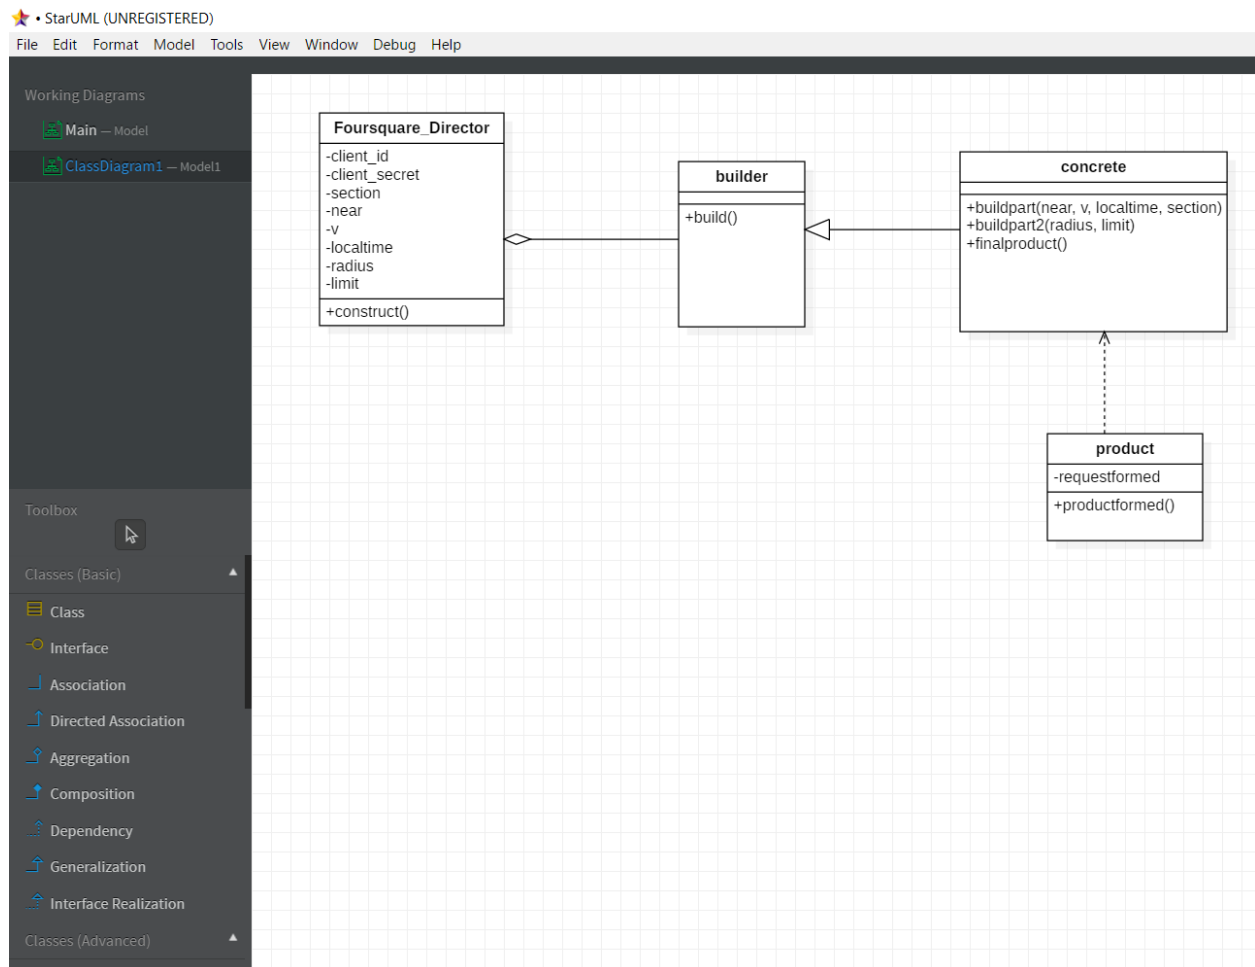 • StarUML (UNREGISTERED)
File Edit Format Model Tools View Window Debug Help
Working Diagrams
Main — Model
ClassDiagram1 — Model1
Toolbox
Classes (Basic)
Class
Interface
Association
Directed Association
Aggregation
Composition
Dependency
Generalization
Interface Realization
Classes (Advanced)
Foursquare_Director
-client_id
-client_secret
-section
-near
-v
-localtime
-radius
-limit
+construct()
builder
+build()
concrete
+buildpart(near, v, localtime, section)
+buildpart2(radius, limit)
+finalproduct()
product
-requestformed
+productformed()